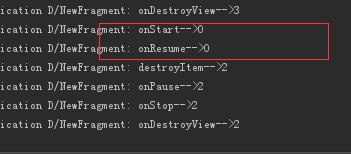 ication D/NewFragment: onDestroyView-->3
ication D/NewFragment: onStart-->0
ication D/NewFragment: onResume-->0
ication D/NewFragment: destroyItem-->2
ication D/NewFragment: onPause-->2
ication D/NewFragment: onStop-->2
ication D/NewFragment: onDestroyView-->2